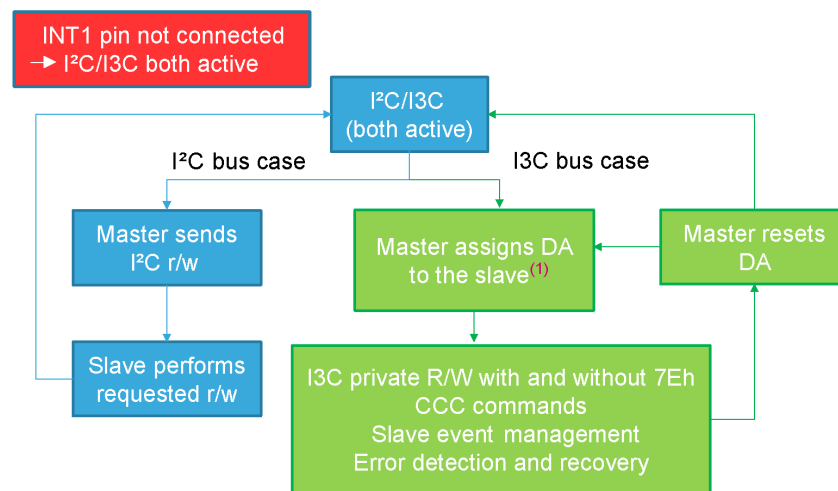 INT1 pin not connected
→ I²C/I3C both active
I²C/I3C
(both active)
I²C bus case
I3C bus case
Master sends
I²C r/w
Master assigns DA
to the slave(1)
Master resets
DA
Slave performs
requested r/w
I3C private R/W with and without 7Eh
CCC commands
Slave event management
Error detection and recovery